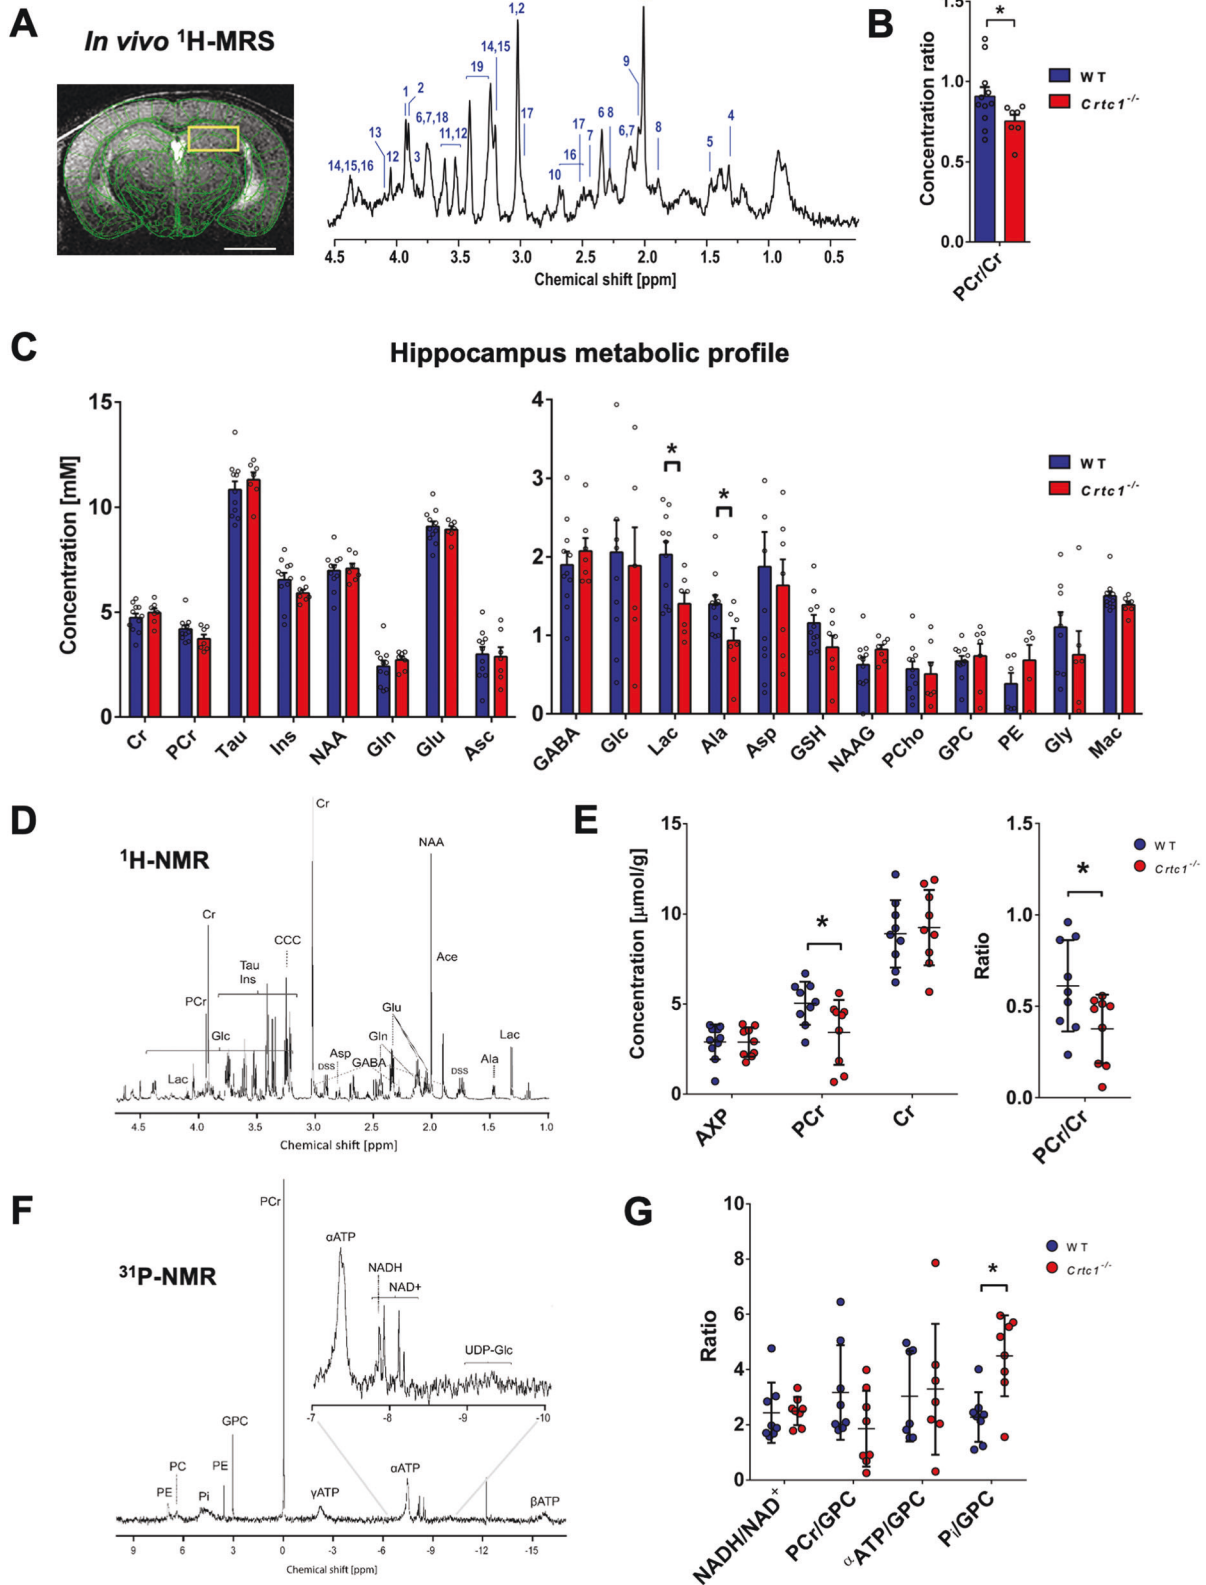 A
In vivo ¹H-MRS
1,2
14,15
19
9
1
2
6,7,18
17
13
11,12
3
12
14,15,16
17
6
8
7
6,7
16
10
8
5
4
4.5 4.0 3.5 3.0 2.5 2.0 1.5 1.0 0.5
Chemical shift [ppm]
B
Concentration ratio
1.5
1.0
0.5
0.0
*
PCr/Cr
WT
Crtc1⁻/⁻
C
Hippocampus metabolic profile
Concentration [mM]
15
10
5
0
Cr PCr Tau Ins NAA Gln Glu Asc
4
3
2
1
0
*
*
GABA Glc Lac Ala Asp GSH NAAG PCho GPC PE Gly Mac
WT
Crtc1⁻/⁻
D
¹H-NMR
Cr
NAA
Cr
CCC
Ace
Tau
Ins
PCr
Glc
Glu
Gln
Asp
GABA
DSS
DSS
Lac
Ala
Lac
4.5 4.0 3.5 3.0 2.5 2.0 1.5 1.0
Chemical shift [ppm]
E
Concentration [μmol/g]
15
10
5
0
*
AXP PCr Cr
Ratio
1.5
1.0
0.5
0.0
*
PCr/Cr
WT
Crtc1⁻/⁻
F
³¹P-NMR
PCr
αATP
NADH
NAD+
UDP-Glc
-7 -8 -9 -10
GPC
PC
PE
PE
Pi
γATP
αATP
βATP
9 6 3 0 -3 -6 -9 -12 -15
Chemical shift [ppm]
G
Ratio
10
8
6
4
2
0
*
NADH/NAD⁺ PCr/GPC αATP/GPC Pi/GPC
WT
Crtc1⁻/⁻